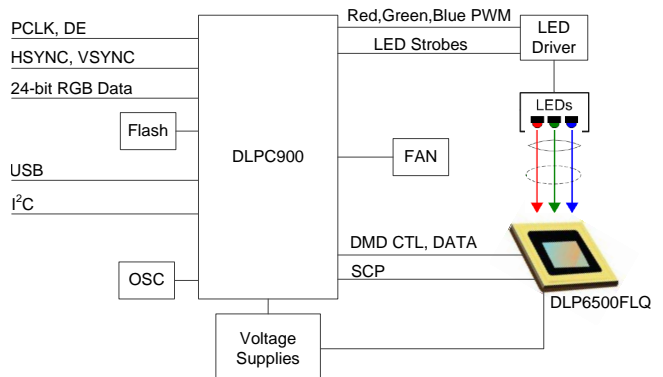 PCLK, DE
HSYNC, VSYNC
24-bit RGB Data
Flash
USB
I²C
OSC
DLPC900
Red,Green,Blue PWM
LED Strobes
LED
Driver
LEDs
FAN
DMD CTL, DATA
SCP
DLP6500FLQ
Voltage
Supplies